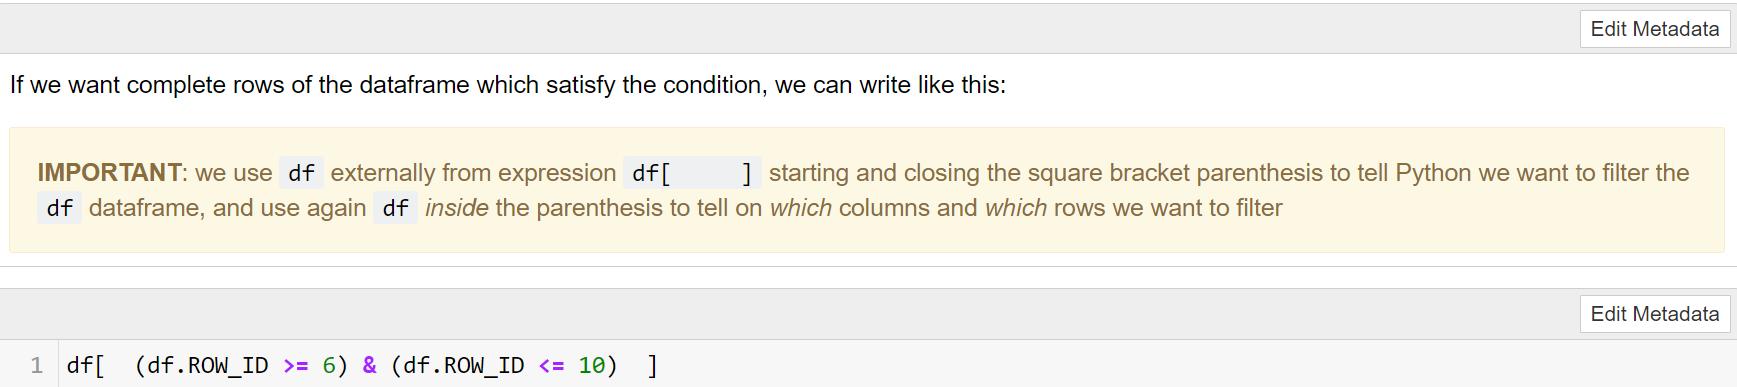 Edit Metadata
If we want complete rows of the dataframe which satisfy the condition, we can write like this:
IMPORTANT: we use df externally from expression df[     ] starting and closing the square bracket parenthesis to tell Python we want to filter the
df dataframe, and use again df inside the parenthesis to tell on which columns and which rows we want to filter
Edit Metadata
1 df[  (df.ROW_ID >= 6) & (df.ROW_ID <= 10)  ]